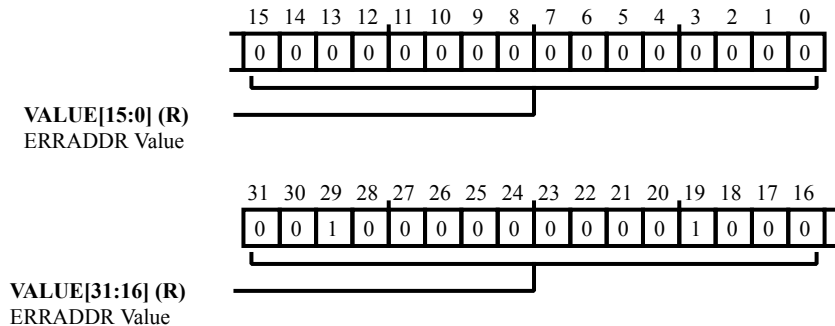 15 14 13 12 11 10 9 8 7 6 5 4 3 2 1 0
0 0 0 0 0 0 0 0 0 0 0 0 0 0 0 0
VALUE[15:0] (R)
ERRADDR Value
31 30 29 28 27 26 25 24 23 22 21 20 19 18 17 16
0 0 1 0 0 0 0 0 0 0 0 0 1 0 0 0
VALUE[31:16] (R)
ERRADDR Value